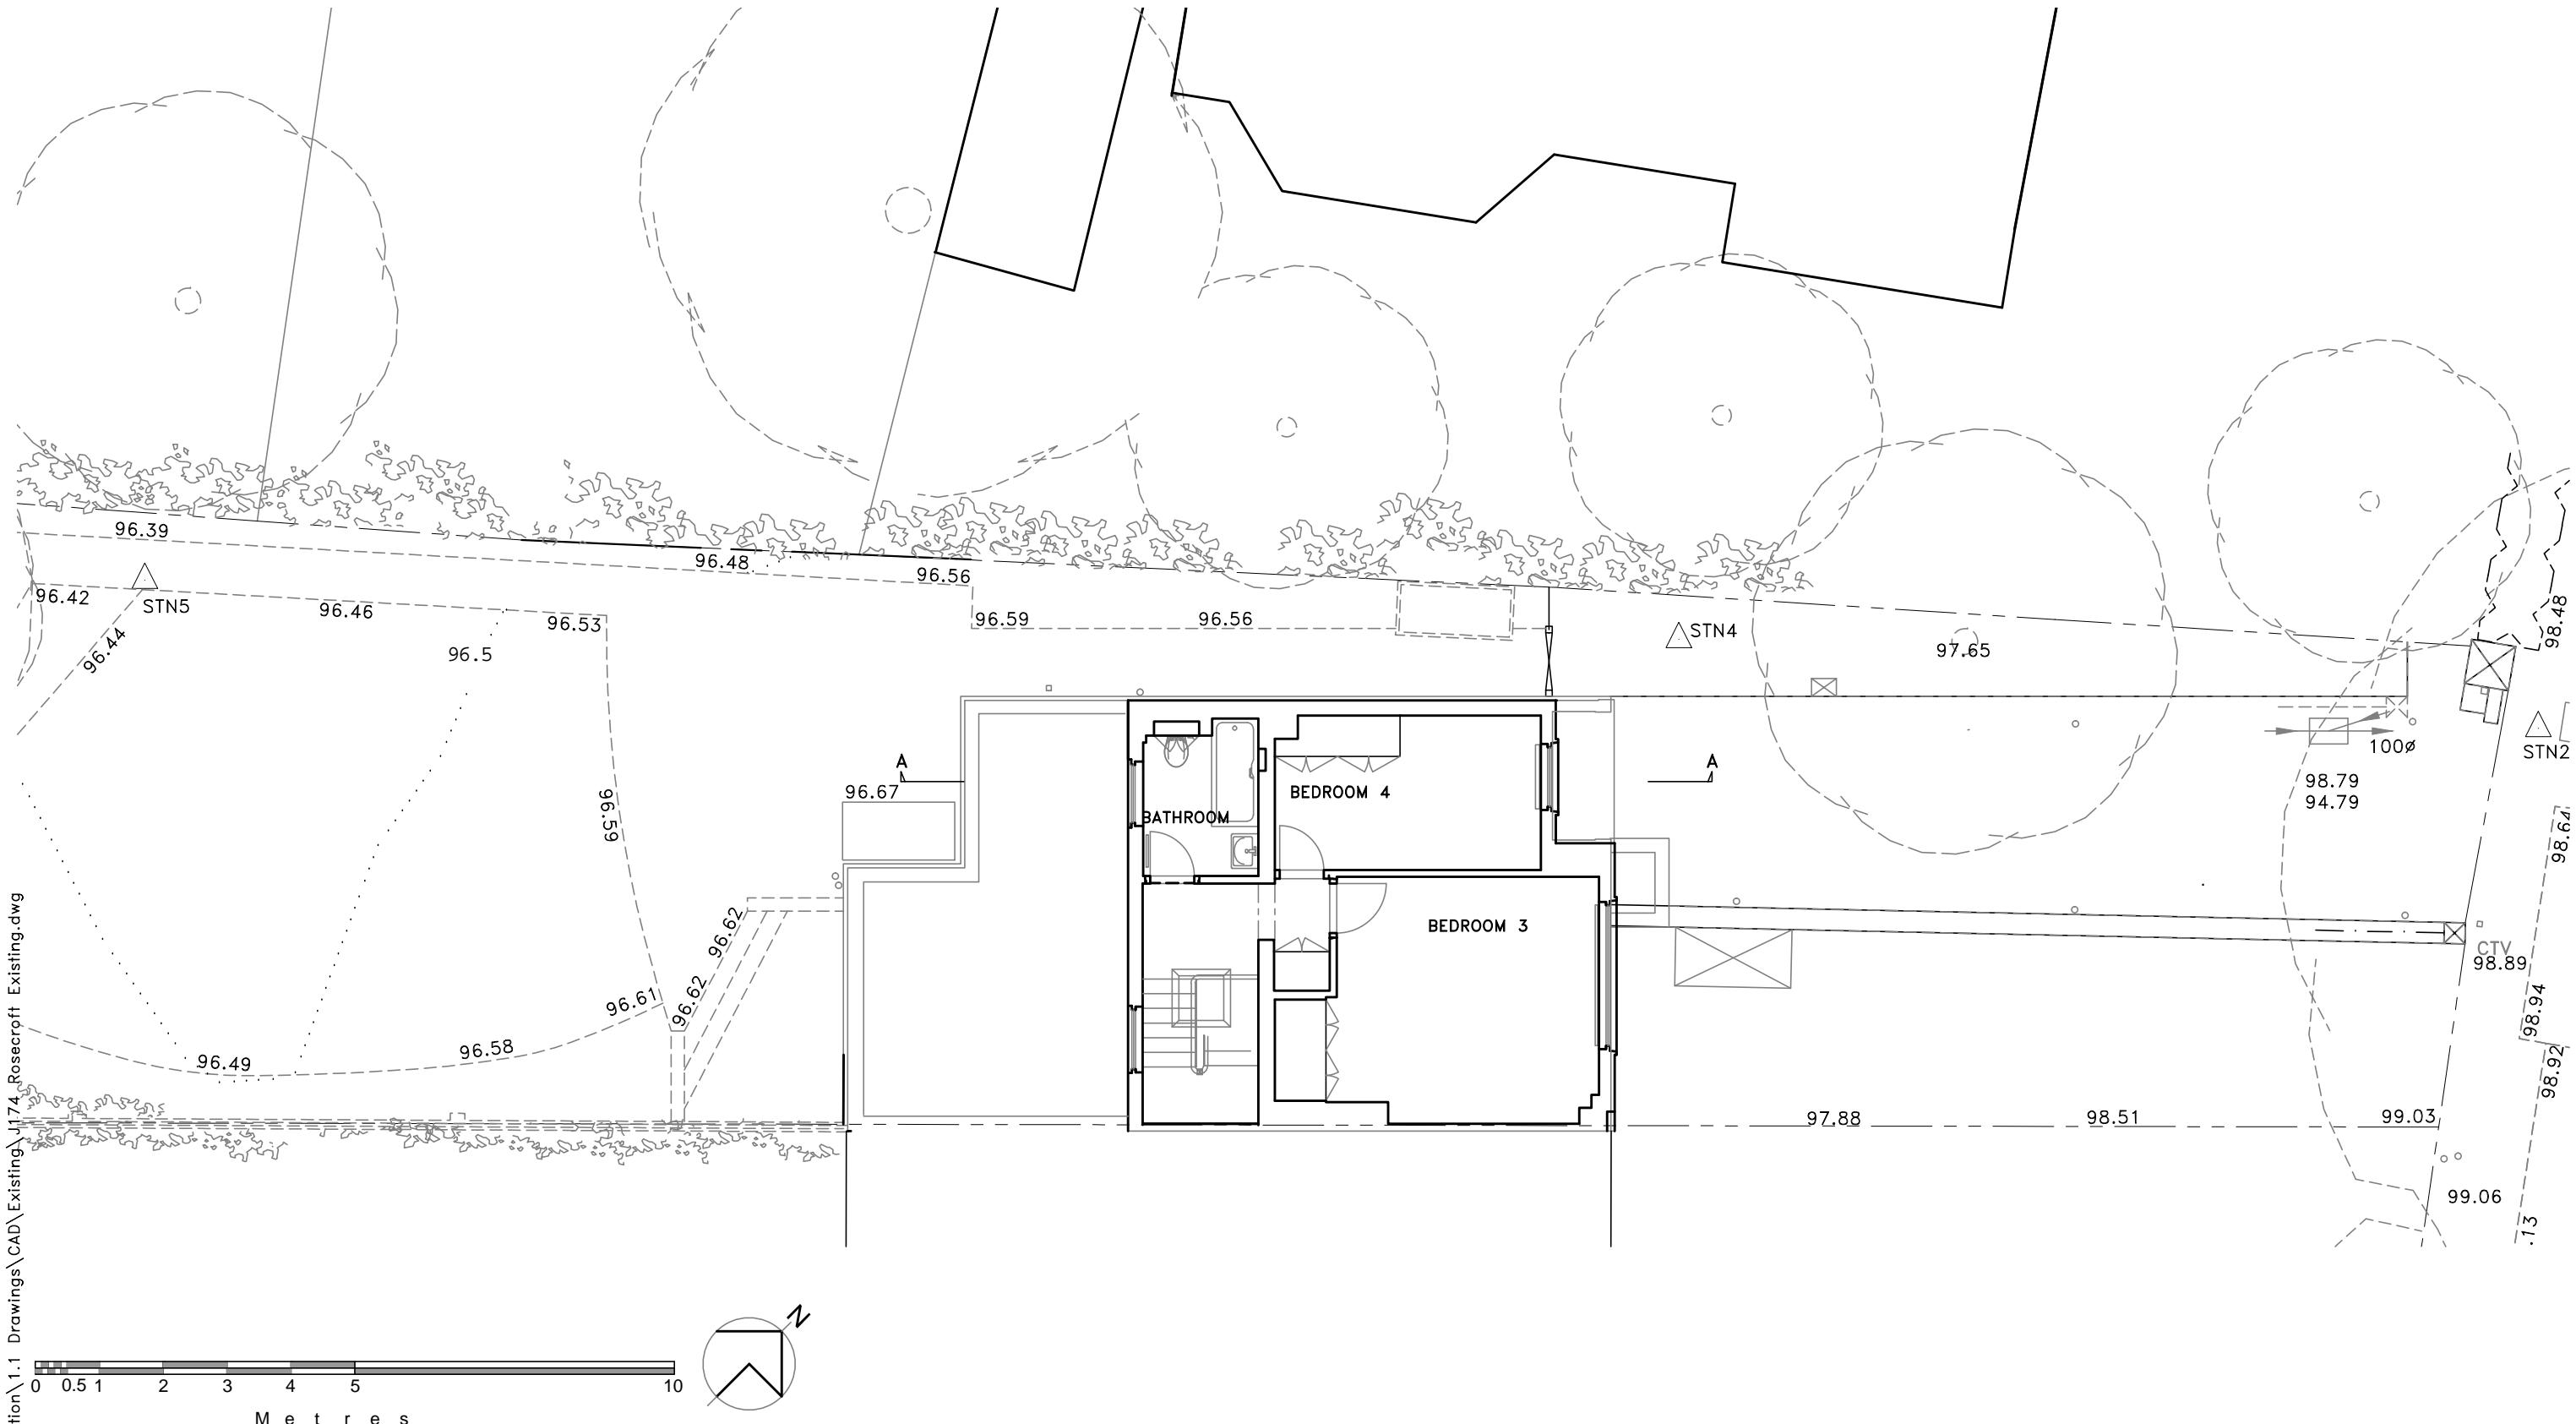 96.39
96.48
96.56
STN5
96.42
96.46
96.53
96.44
96.5
96.59
96.56
STN4
97.65
98.48
STN2
100ø
98.79
94.79
A
A
96.67
96.59
BATHROOM
BEDROOM 4
BEDROOM 3
98.64
CTV
98.89
98.94
98.92
96.62
96.62
96.61
96.58
96.49
97.88
98.51
99.03
99.06
.13
tion\1.1 Drawings\CAD\Existing\J174 Rosecroft Existing.dwg
N
0 0.5 1 2 3 4 5 10
Metres